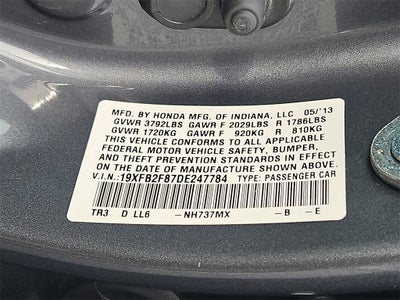 MFD. BY HONDA MFG. OF INDIANA, LLC 05/'13
GVWR 3792LBS GAWR F 2029LBS R 1786LBS
GVWR 1720KG GAWR F 920KG R 810KG
THIS VEHICLE CONFORMS TO ALL APPLICABLE
FEDERAL MOTOR VEHICLE SAFETY, BUMPER,
AND THEFT PREVENTION STANDARDS IN EFFECT
ON THE DATE OF MANUFACTURE SHOWN ABOVE.
V.I.N.:19XFB2F87DE247784 TYPE: PASSENGER CAR
TR3 D LL6 -NH737MX -B -E